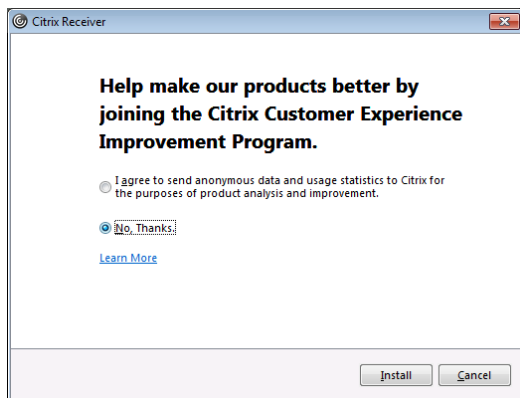 Citrix Receiver
Help make our products better by
joining the Citrix Customer Experience
Improvement Program.
I agree to send anonymous data and usage statistics to Citrix for
the purposes of product analysis and improvement.
No, Thanks.
Learn More
Install Cancel